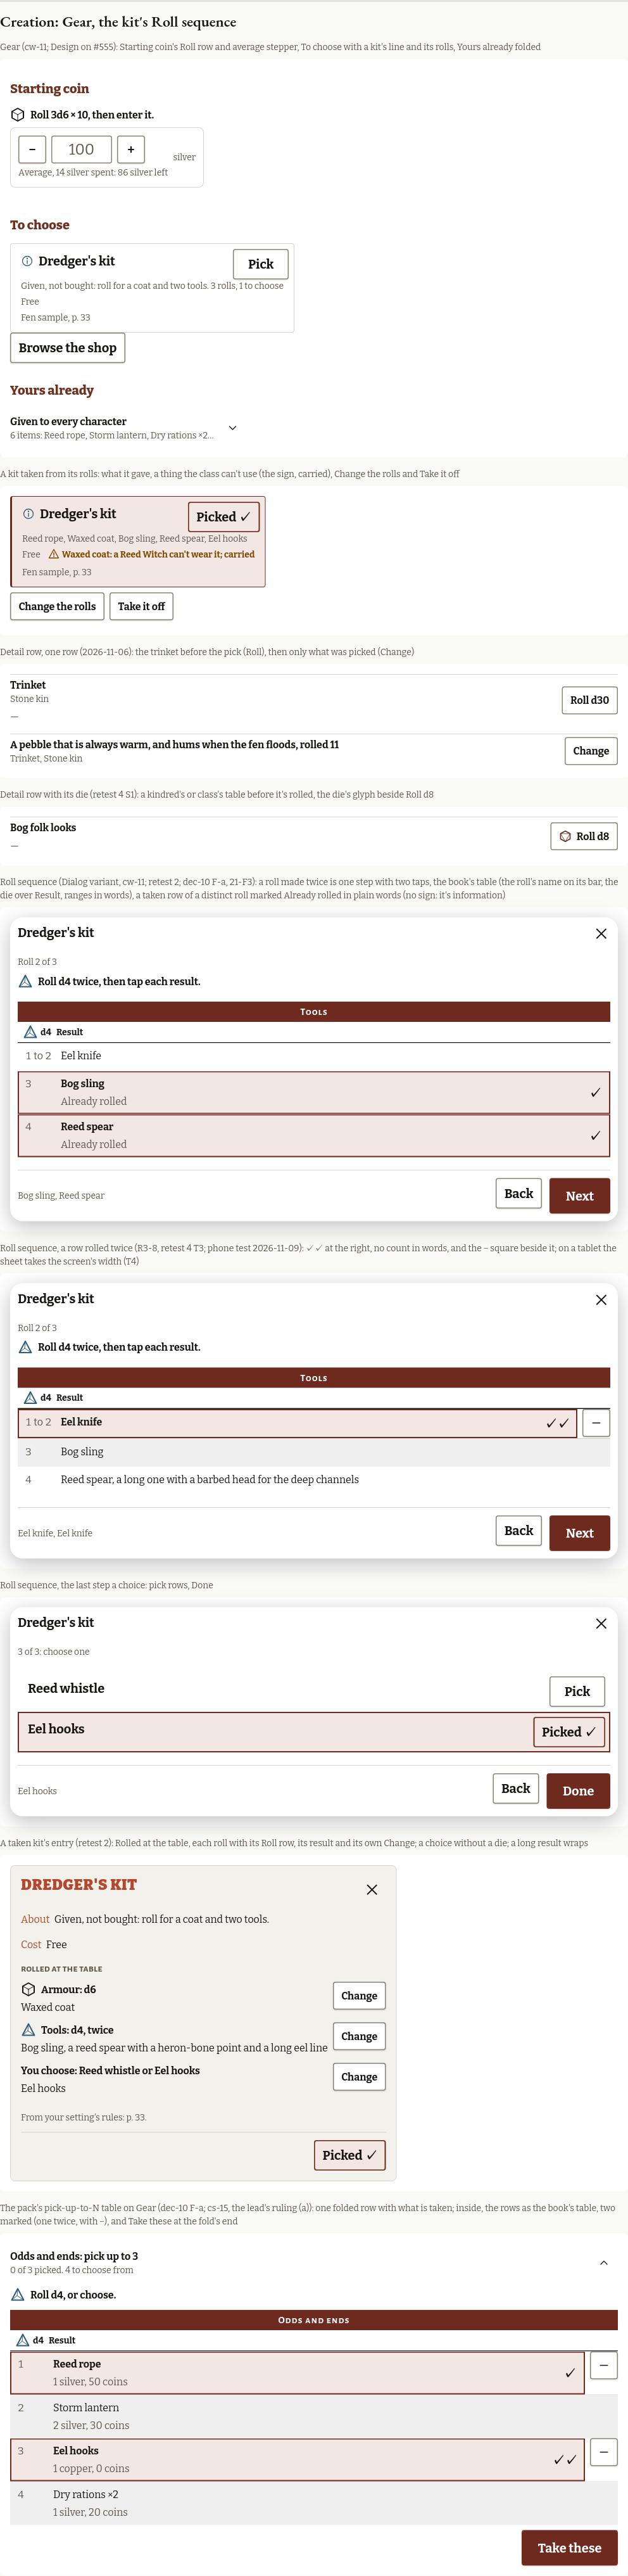 Creation: Gear, the kit's Roll sequence
Gear (cw-11; Design on #555): Starting coin's Roll row and average stepper, To choose with a kit's line and its rolls, Yours already folded
Starting coin
Roll 3d6 × 10, then enter it.
− 100 + silver
Average, 14 silver spent: 86 silver left
To choose
Dredger's kit Pick
Given, not bought: roll for a coat and two tools. 3 rolls, 1 to choose
Free
Fen sample, p. 33
Browse the shop
Yours already
Given to every character
6 items: Reed rope, Storm lantern, Dry rations ×2...
A kit taken from its rolls: what it gave, a thing the class can't use (the sign, carried), Change the rolls and Take it off
Dredger's kit Picked ✓
Reed rope, Waxed coat, Bog sling, Reed spear, Eel hooks
Free Waxed coat: a Reed Witch can't wear it; carried
Fen sample, p. 33
Change the rolls Take it off
Detail row, one row (2026-11-06): the trinket before the pick (Roll), then only what was picked (Change)
Trinket
Stone kin
—
Roll d30
A pebble that is always warm, and hums when the fen floods, rolled 11
Trinket, Stone kin
Change
Detail row with its die (retest 4 S1): a kindred's or class's table before it's rolled, the die's glyph beside Roll d8
Bog folk looks
—
Roll d8
Roll sequence (Dialog variant, cw-11; retest 2; dec-10 F-a, 21-F3): a roll made twice is one step with two taps, the book's table (the roll's name on its bar, the
die over Result, ranges in words), a taken row of a distinct roll marked Already rolled in plain words (no sign: it's information)
Dredger's kit
Roll 2 of 3
Roll d4 twice, then tap each result.
Tools
d4 Result
1 to 2 Eel knife
3 Bog sling
Already rolled ✓
4 Reed spear
Already rolled ✓
Bog sling, Reed spear Back Next
Roll sequence, a row rolled twice (R3-8, retest 4 T3; phone test 2026-11-09): ✓✓ at the right, no count in words, and the − square beside it; on a tablet the
sheet takes the screen's width (T4)
Dredger's kit
Roll 2 of 3
Roll d4 twice, then tap each result.
Tools
d4 Result
1 to 2 Eel knife ✓✓ −
3 Bog sling
4 Reed spear, a long one with a barbed head for the deep channels
Eel knife, Eel knife Back Next
Roll sequence, the last step a choice: pick rows, Done
Dredger's kit
3 of 3: choose one
Reed whistle Pick
Eel hooks Picked ✓
Eel hooks Back Done
A taken kit's entry (retest 2): Rolled at the table, each roll with its Roll row, its result and its own Change; a choice without a die; a long result wraps
DREDGER'S KIT
About Given, not bought: roll for a coat and two tools.
Cost Free
ROLLED AT THE TABLE
Armour: d6
Waxed coat
Change
Tools: d4, twice
Bog sling, a reed spear with a heron-bone point and a long eel line
Change
You choose: Reed whistle or Eel hooks
Eel hooks
Change
From your setting's rules: p. 33.
Picked ✓
The pack's pick-up-to-N table on Gear (dec-10 F-a; cs-15, the lead's ruling (a)): one folded row with what is taken; inside, the rows as the book's table, two
marked (one twice, with −), and Take these at the fold's end
Odds and ends: pick up to 3
0 of 3 picked. 4 to choose from
Roll d4, or choose.
Odds and ends
d4 Result
1 Reed rope
1 silver, 50 coins ✓ −
2 Storm lantern
2 silver, 30 coins
3 Eel hooks
1 copper, 0 coins ✓✓ −
4 Dry rations ×2
1 silver, 20 coins
Take these